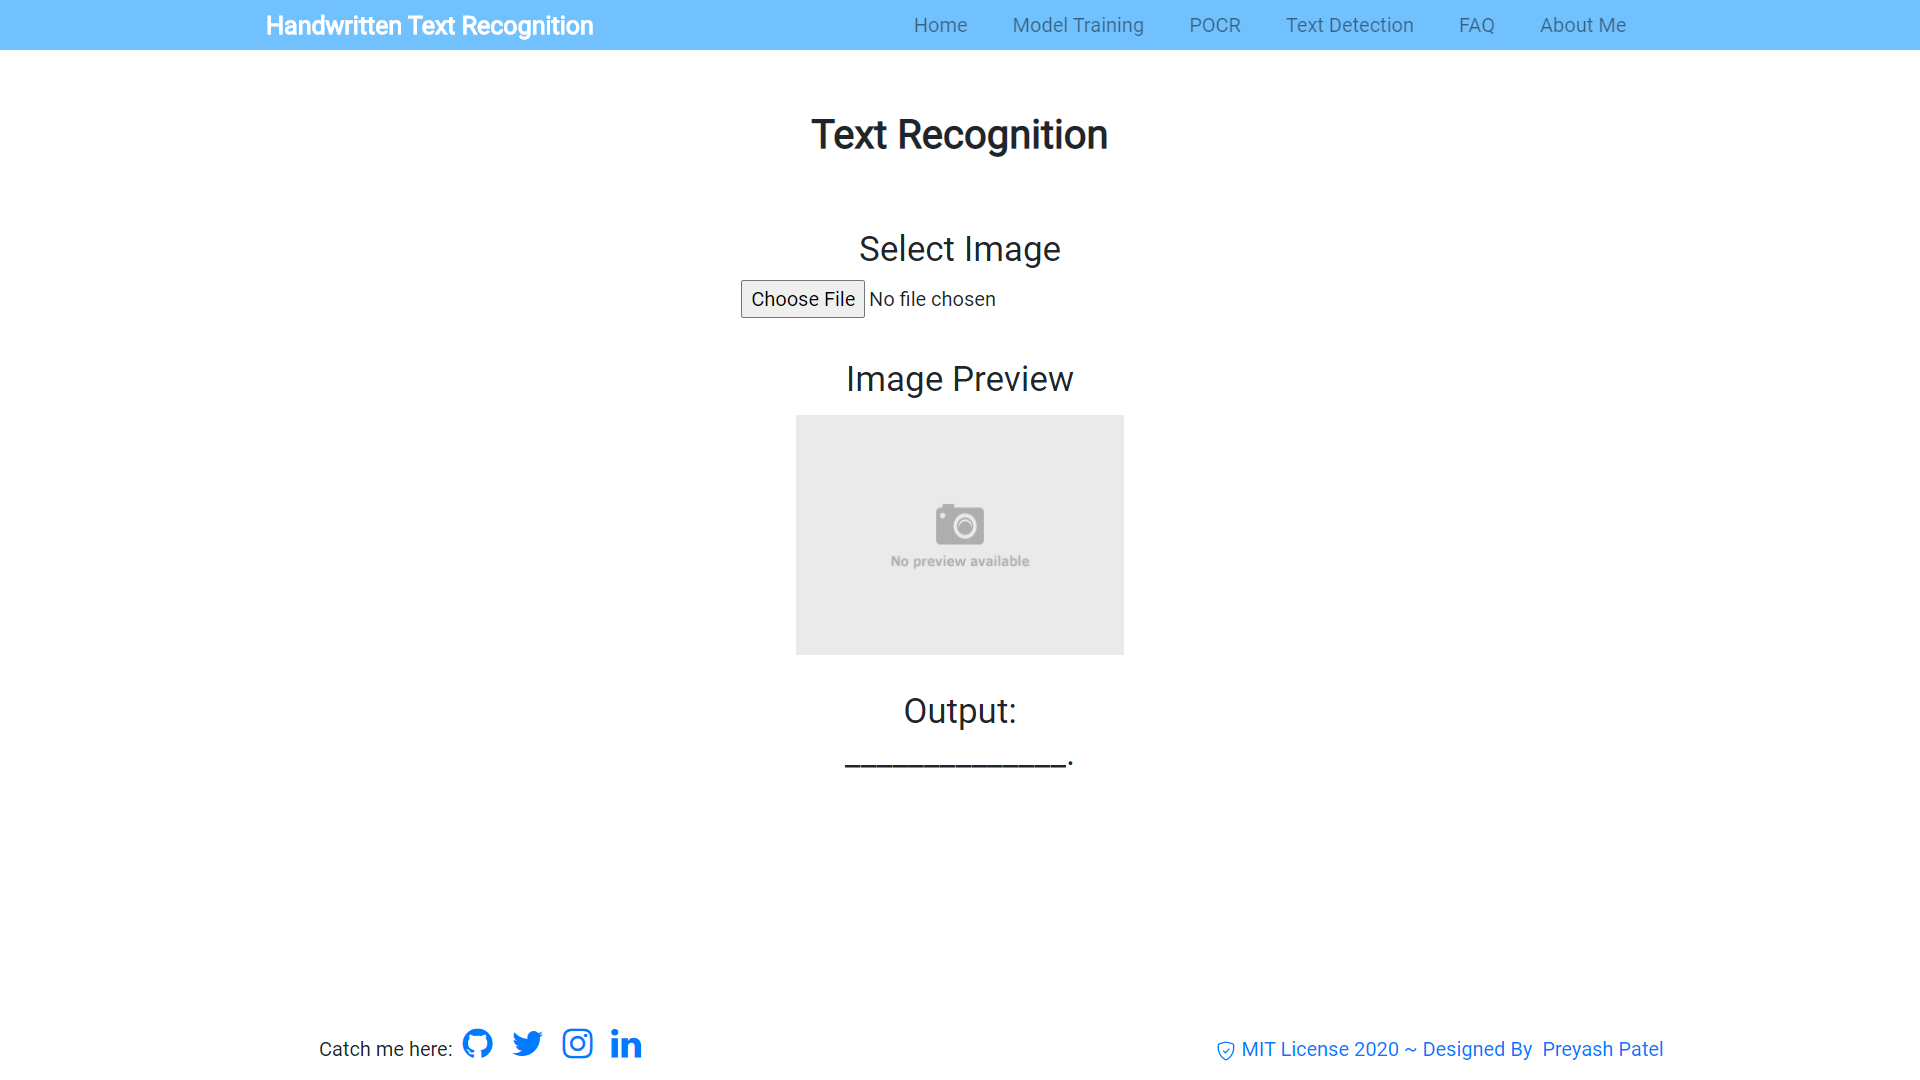 Handwritten Text Recognition Home Model Training POCR Text Detection FAQ About Me
Text Recognition
Select Image
Choose File No file chosen
Image Preview
No preview available
Output:
______________.
Catch me here: MIT License 2020 ~ Designed By Preyash Patel